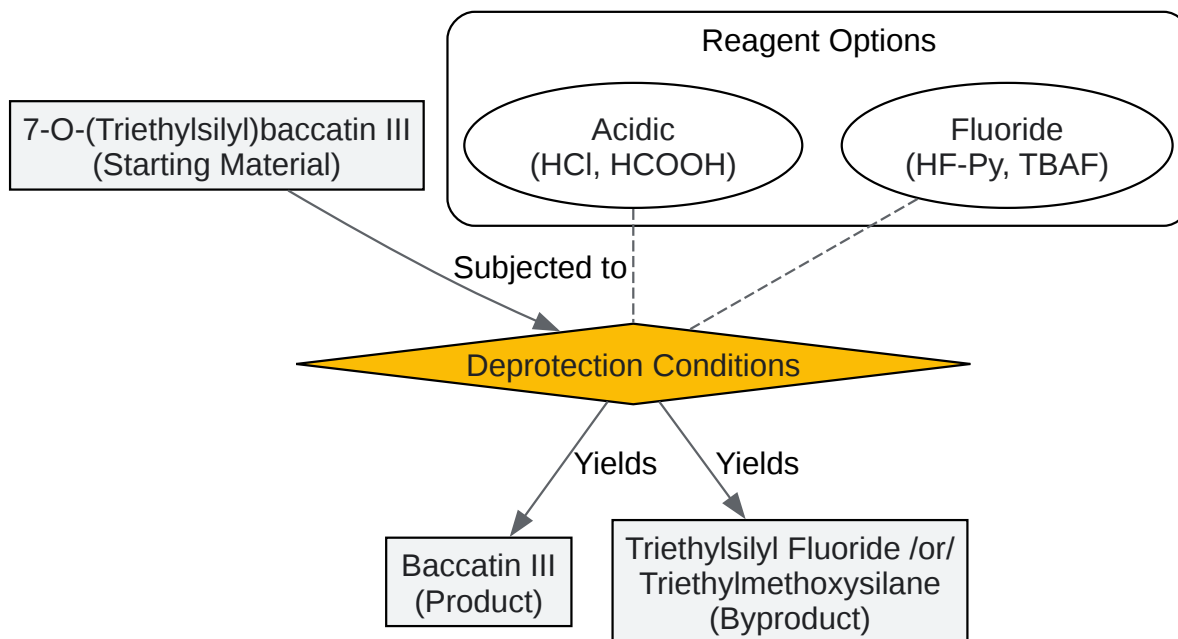 Reagent Options
7-O-(Triethylsilyl)baccatin III
(Starting Material)
Acidic
(HCl, HCOOH)
Fluoride
(HF-Py, TBAF)
Subjected to
Deprotection Conditions
Yields
Yields
Baccatin III
(Product)
Triethylsilyl Fluoride /or/
Triethylmethoxysilane
(Byproduct)